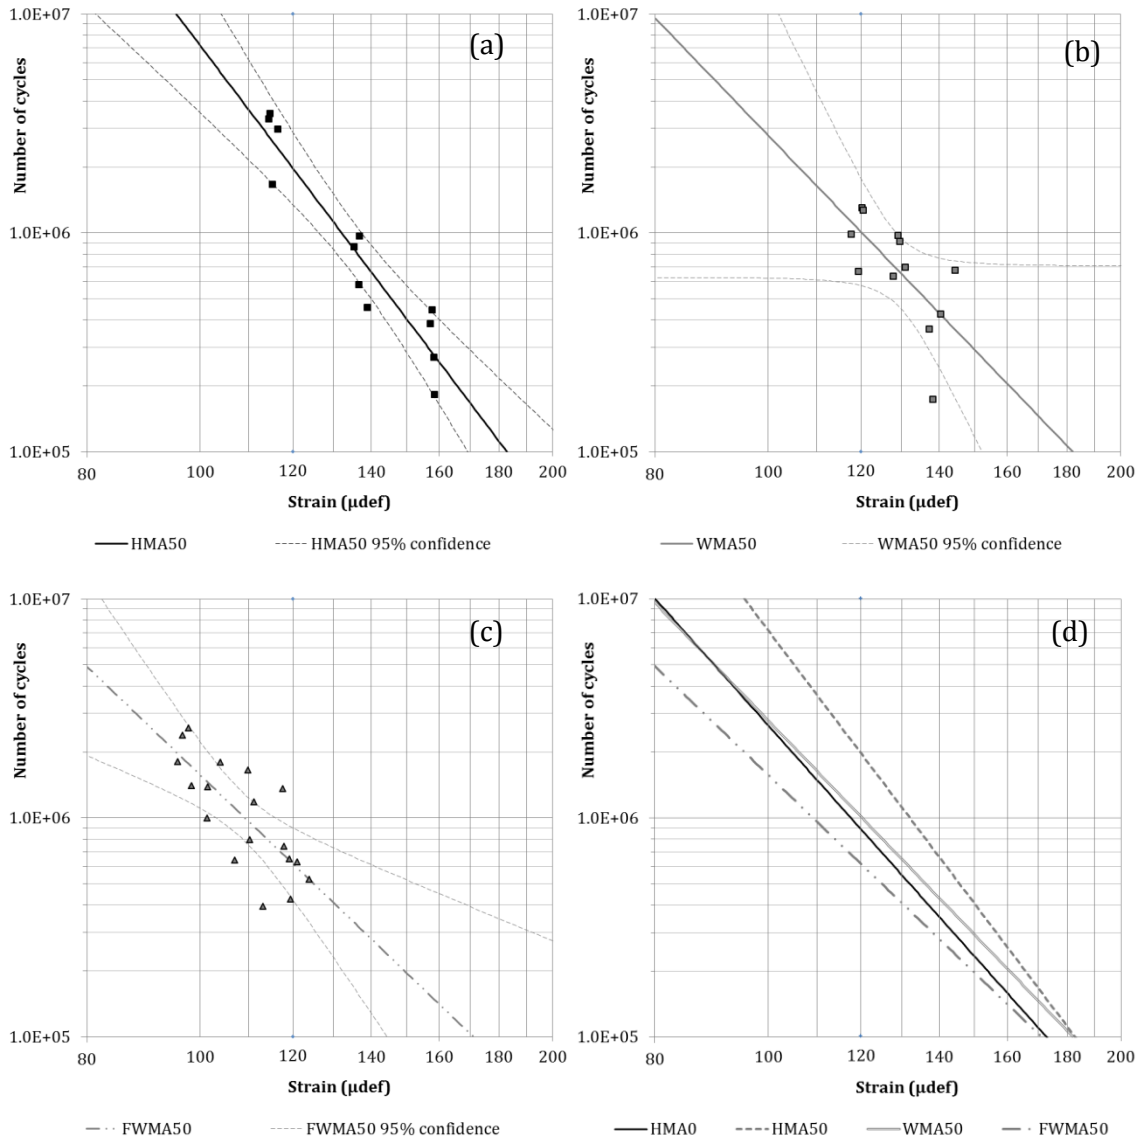 (a)
Number of cycles
1.0E+07
1.0E+06
1.0E+05
80 100 120 140 160 200
Strain (μdef)
HMA50 HMA50 95% confidence
(b)
Number of cycles
1.0E+07
1.0E+06
1.0E+05
80 100 120 140 160 200
Strain (μdef)
WMA50 WMA50 95% confidence
(c)
Number of cycles
1.0E+07
1.0E+06
1.0E+05
80 100 120 140 160 200
Strain (μdef)
FWMA50 FWMA50 95% confidence
(d)
Number of cycles
1.0E+07
1.0E+06
1.0E+05
80 100 120 140 160 200
Strain (μdef)
HMA0 HMA50 WMA50 FWMA50